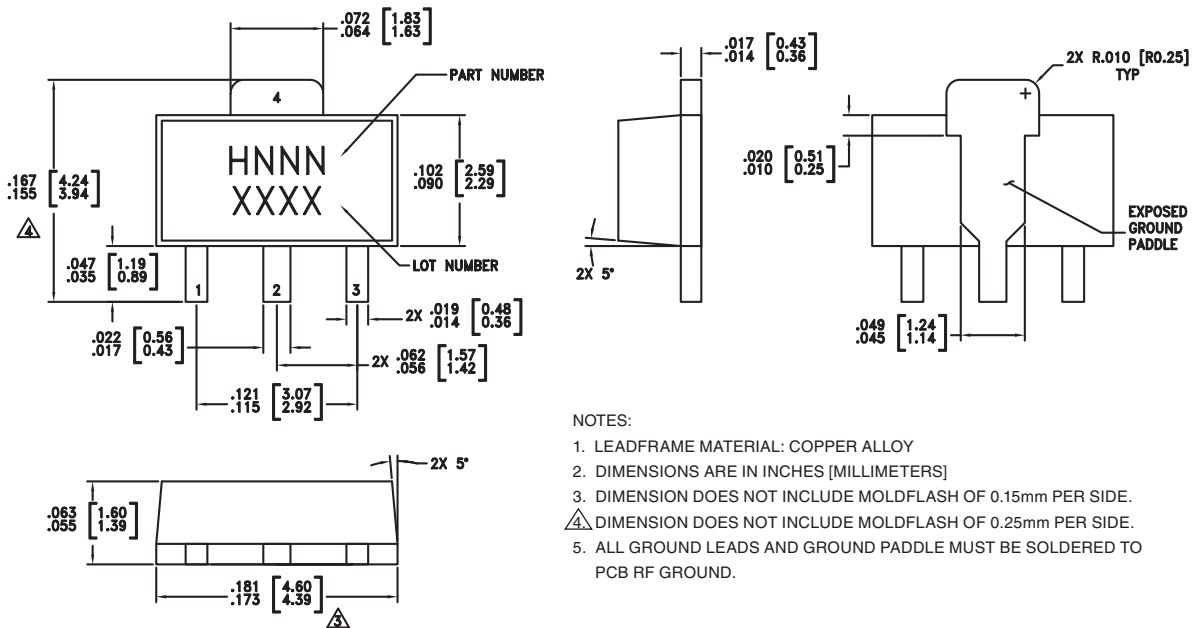 .072 [1.83]
.064 [1.63]
PART NUMBER
4
HNNN
XXXX
.167 [4.24]
.155 [3.94]
4
.102 [2.59]
.090 [2.29]
.047 [1.19]
.035 [0.89]
LOT NUMBER
1
2
3
2X .019 [0.48]
.014 [0.36]
.022 [0.56]
.017 [0.43]
2X .062 [1.57]
.056 [1.42]
.121 [3.07]
.115 [2.92]
.017 [0.43]
.014 [0.36]
2X 5°
2X R.010 [R0.25]
TYP
.020 [0.51]
.010 [0.25]
EXPOSED
GROUND
PADDLE
.049 [1.24]
.045 [1.14]
2X 5°
.063 [1.60]
.055 [1.39]
.181 [4.60]
.173 [4.39]
3
NOTES:
1. LEADFRAME MATERIAL: COPPER ALLOY
2. DIMENSIONS ARE IN INCHES [MILLIMETERS]
3. DIMENSION DOES NOT INCLUDE MOLDFLASH OF 0.15mm PER SIDE.
4. DIMENSION DOES NOT INCLUDE MOLDFLASH OF 0.25mm PER SIDE.
5. ALL GROUND LEADS AND GROUND PADDLE MUST BE SOLDERED TO
PCB RF GROUND.